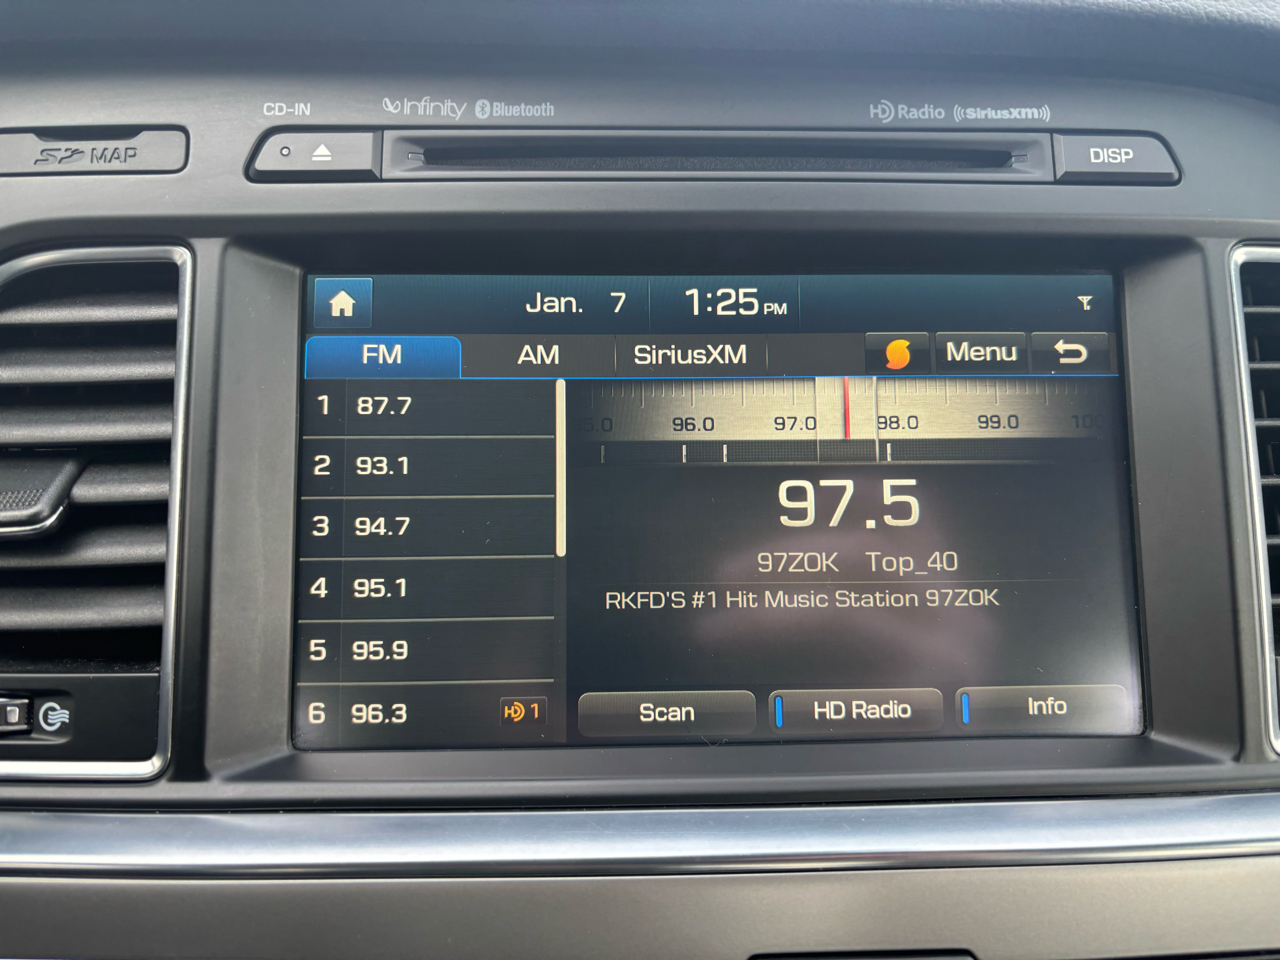 CD-IN Infinity Bluetooth HD Radio ((SiriusXM))
SD MAP DISP
Jan. 7 1:25 PM
FM AM SiriusXM Menu
1 87.7
2 93.1
3 94.7
4 95.1
5 95.9
6 96.3 HD 1
96.0 97.0 98.0 99.0
97.5
97ZOK Top_40
RKFD'S #1 Hit Music Station 97ZOK
Scan HD Radio Info